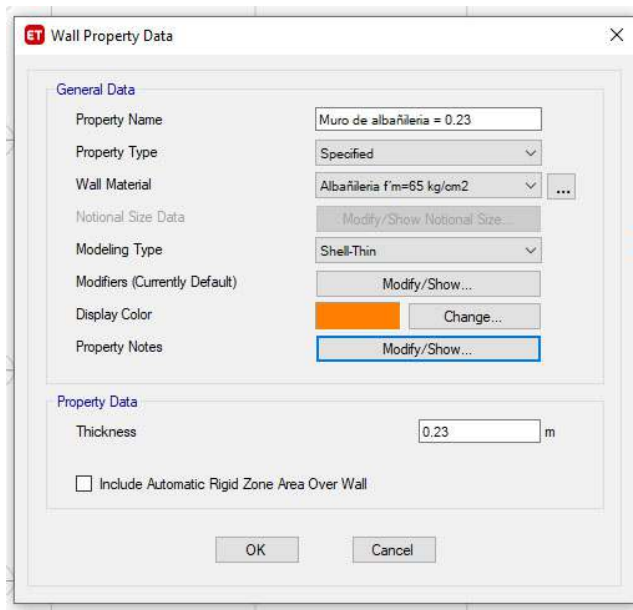 ET Wall Property Data
General Data
Property Name Muro de albañileria = 0.23
Property Type Specified
Wall Material Albañileria f´m=65 kg/cm2 ...
Notional Size Data Modify/Show Notional Size...
Modeling Type Shell-Thin
Modifiers (Currently Default) Modify/Show...
Display Color Change...
Property Notes Modify/Show...
Property Data
Thickness 0.23 m
Include Automatic Rigid Zone Area Over Wall
OK Cancel